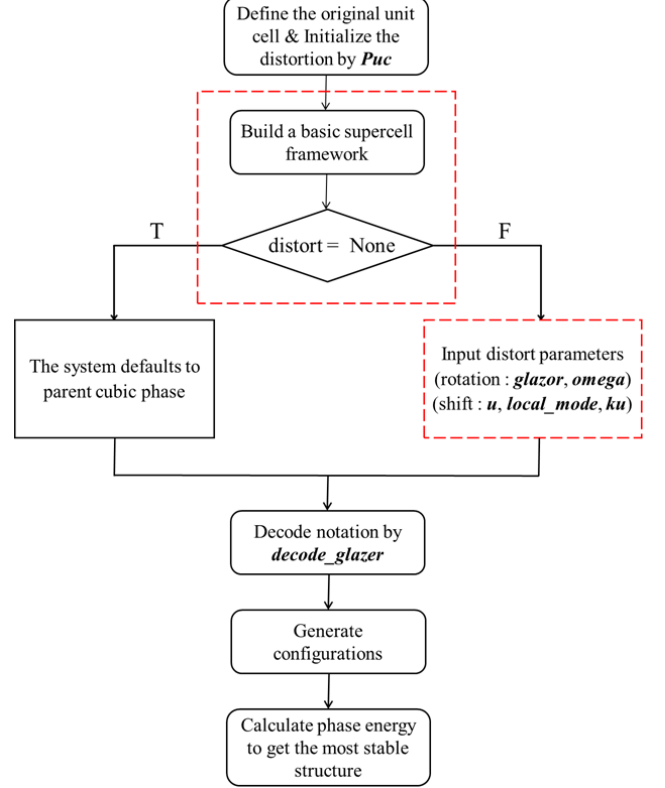 Define the original unit
cell & Initialize the
distortion by Puc
Build a basic supercell
framework
T
distort = None
F
The system defaults to
parent cubic phase
Input distort parameters
(rotation : glazor, omega)
(shift : u, local_mode, ku)
Decode notation by
decode_glazer
Generate
configurations
Calculate phase energy
to get the most stable
structure